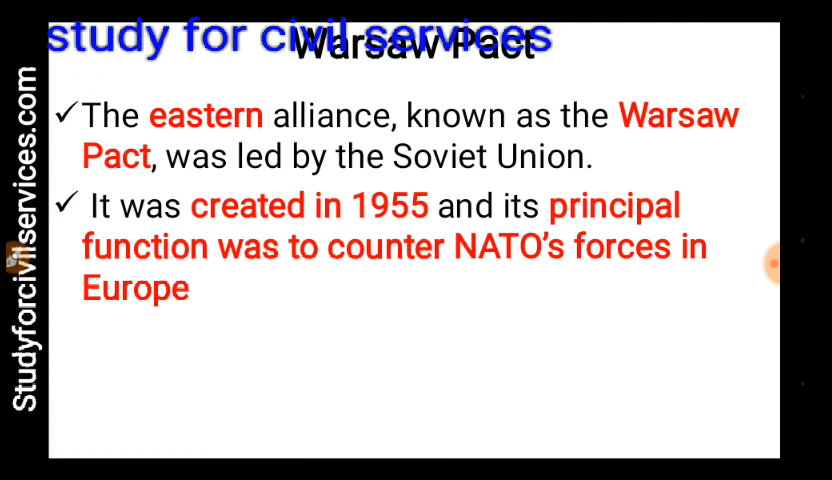 study for civil services
Warsaw Pact
✓The eastern alliance, known as the Warsaw
Pact, was led by the Soviet Union.
✓ It was created in 1955 and its principal
function was to counter NATO’s forces in
Europe
Studyforcivilservices.com